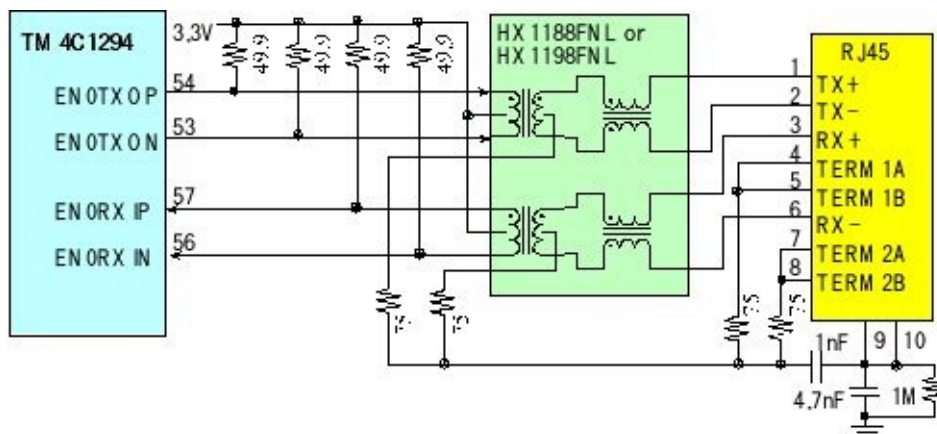 TM 4C1294
3,3V
49.9
49.9
49.9
49.9
HX 1188FNL or
HX 1198FNL
RJ45
EN0TXOP
54
EN0TXON
53
EN0RXIP
57
EN0RXIN
56
1
TX+
2
TX-
3
RX+
4
TERM 1A
5
TERM 1B
6
RX-
7
TERM 2A
8
TERM 2B
75
75
75
75
1nF
9
10
4,7nF
1M